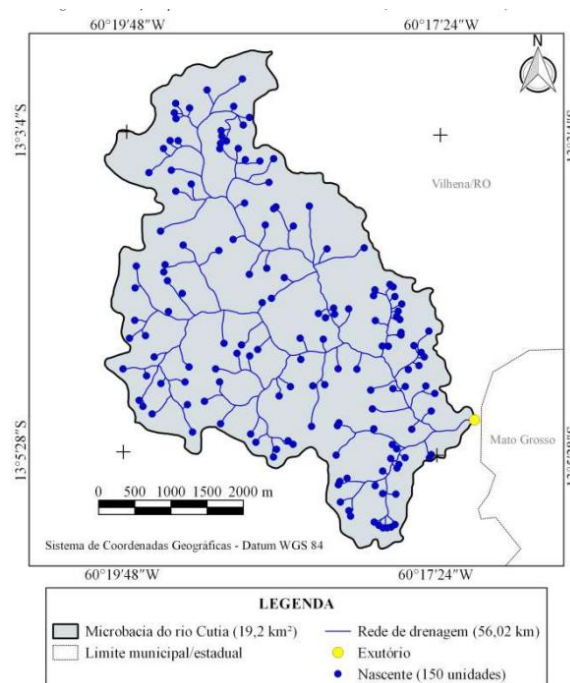 60°19'48"W 60°17'24"W
N
13°3'4"S
Vilhena/RO
Mato Grosso
13°5'28"S
0 500 1000 1500 2000 m
Sistema de Coordenadas Geográficas - Datum WGS 84
60°19'48"W 60°17'24"W
LEGENDA
Microbacia do rio Cutia (19,2 km²)
Limite municipal/estadual
Rede de drenagem (56,02 km)
Exutório
Nascente (150 unidades)